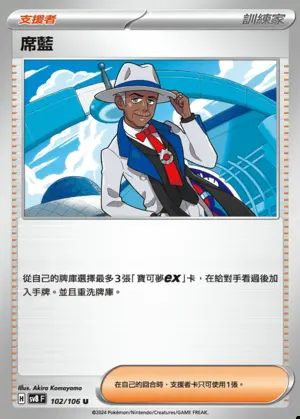 支援者
訓練家
席藍
從自己的牌庫選擇最多3張「寶可夢ex」卡，在給對手看過後加
入手牌。並且重洗牌庫。
Illus. Akira Komayama
H SV8 F 102/106 U
在自己的回合時，支援者卡只可使用1張。
©2024 Pokémon/Nintendo/Creatures/GAME FREAK.